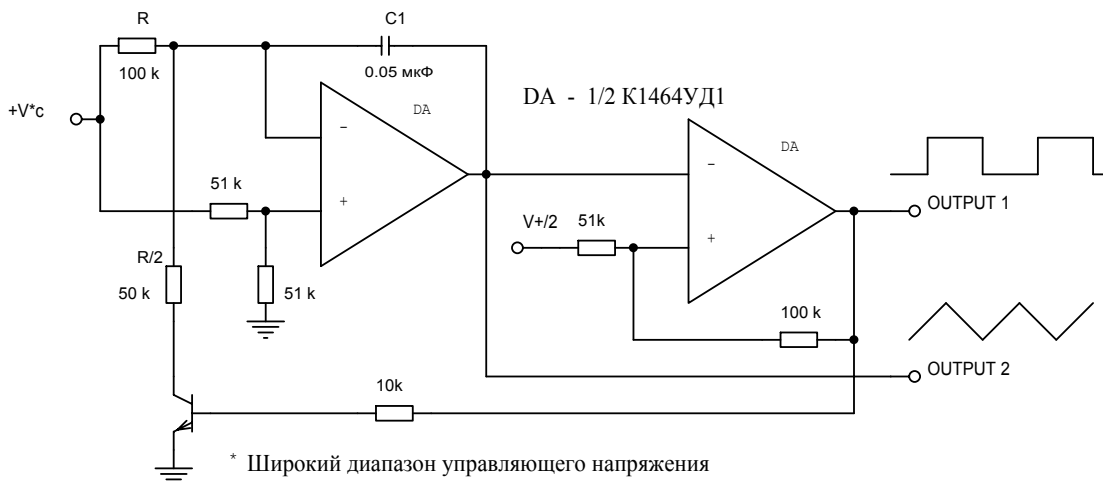 R
100 k
C1
0.05 мкФ
DA
DA - 1/2 К1464УД1
+V*c
−
+
51 k
51 k
R/2
50 k
DA
−
+
V+/2
51k
100 k
OUTPUT 1
OUTPUT 2
10k
* Широкий диапазон управляющего напряжения